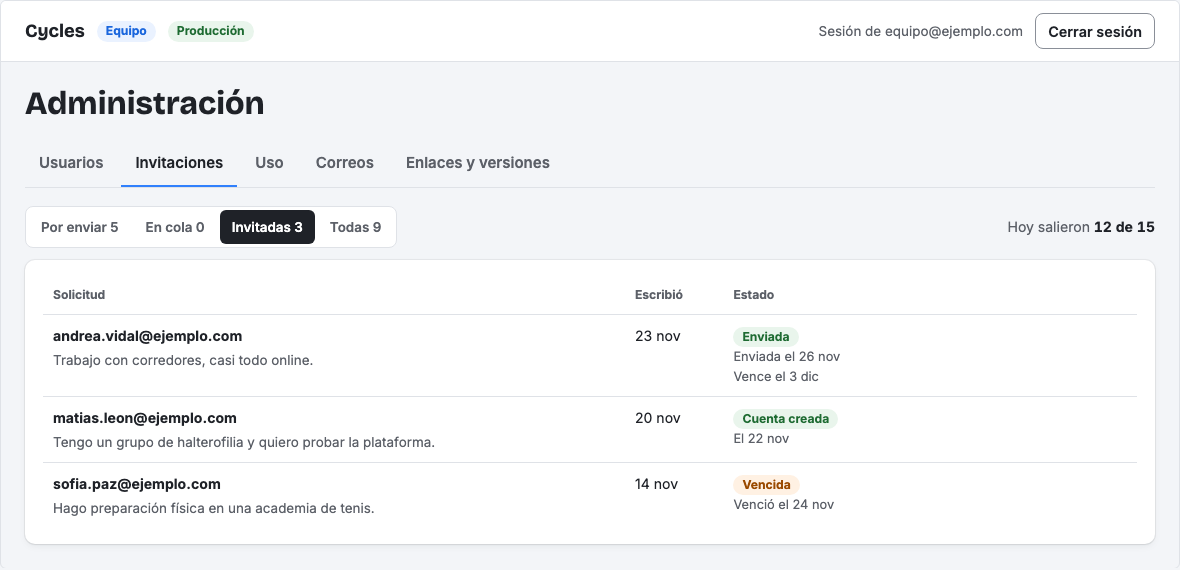 Cycles Equipo Producción Sesión de equipo@ejemplo.com Cerrar sesión
Administración
Usuarios Invitaciones Uso Correos Enlaces y versiones
Por enviar 5 En cola 0 Invitadas 3 Todas 9 Hoy salieron 12 de 15
Solicitud Escribió Estado
andrea.vidal@ejemplo.com 23 nov Enviada
Trabajo con corredores, casi todo online. Enviada el 26 nov
Vence el 3 dic
matias.leon@ejemplo.com 20 nov Cuenta creada
Tengo un grupo de halterofilia y quiero probar la plataforma. El 22 nov
sofia.paz@ejemplo.com 14 nov Vencida
Hago preparación física en una academia de tenis. Venció el 24 nov